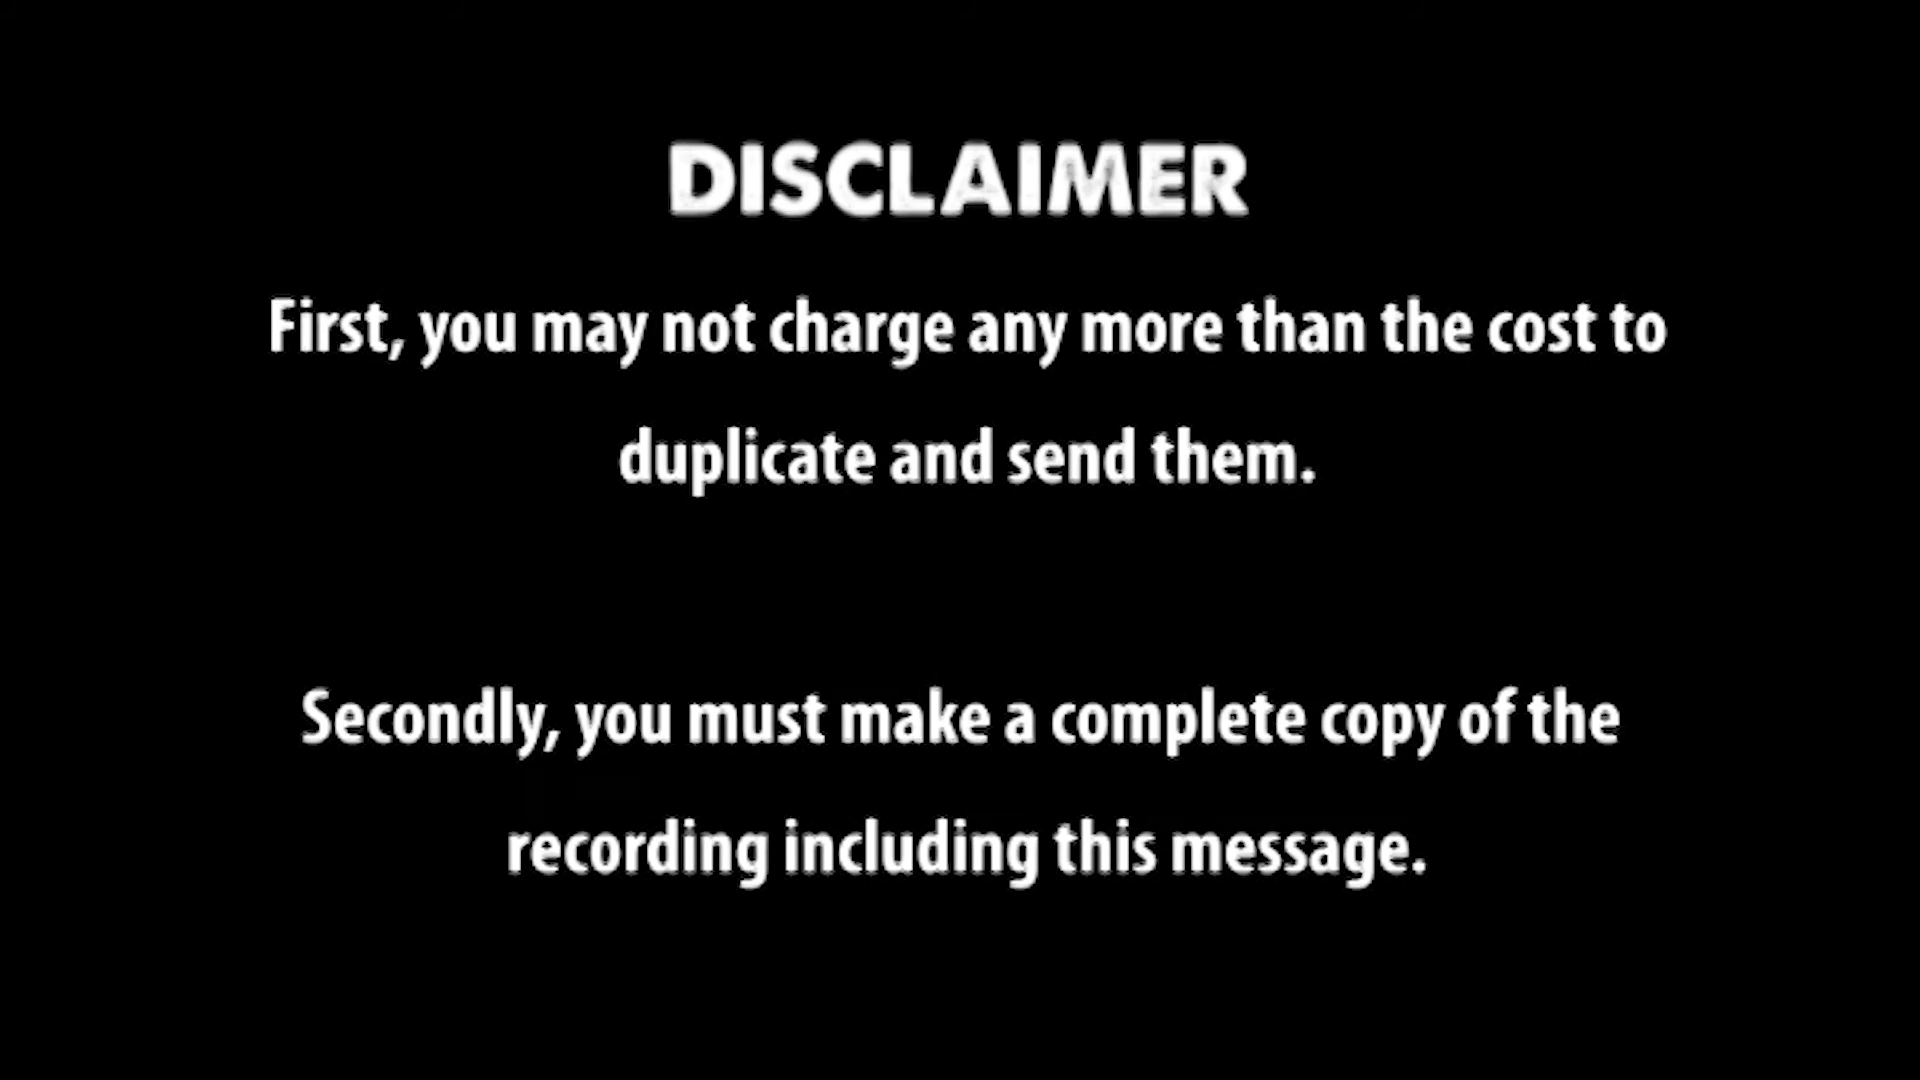 DISCLAIMER
First, you may not charge any more than the cost to
duplicate and send them.
Secondly, you must make a complete copy of the
recording including this message.